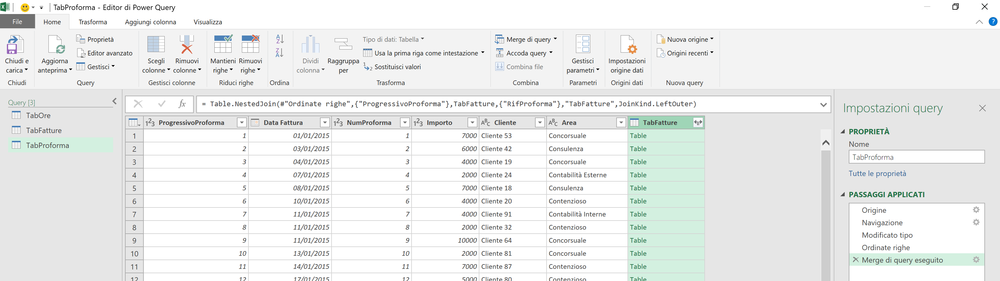 TabProforma - Editor di Power Query
File Home Trasforma Aggiungi colonna Visualizza
Chiudi e carica
Chiudi
Aggiorna anteprima
Proprietà
Editor avanzato
Gestisci
Query
Scegli colonne
Rimuovi colonne
Gestisci colonne
Mantieni righe
Rimuovi righe
Riduci righe
Ordina
Dividi colonna
Raggruppa per
Tipo di dati: Tabella
Usa la prima riga come intestazione
Sostituisci valori
Trasforma
Merge di query
Accoda query
Combina file
Combina
Gestisci parametri
Parametri
Impostazioni origine dati
Origini dati
Nuova origine
Origini recenti
Nuova query
Query [3]
TabOre
TabFatture
TabProforma
fx = Table.NestedJoin(#"Ordinate righe",{"ProgressivoProforma"},TabFatture,{"RifProforma"},"TabFatture",JoinKind.LeftOuter)
ProgressivoProforma Data Fattura NumProforma Importo Cliente Area TabFatture
1 1 01/01/2015 1 7000 Cliente 53 Concorsuale Table
2 2 03/01/2015 2 6000 Cliente 42 Consulenza Table
3 3 04/01/2015 3 4000 Cliente 19 Concorsuale Table
4 4 07/01/2015 4 2000 Cliente 24 Contabilità Esterne Table
5 5 08/01/2015 5 7000 Cliente 18 Consulenza Table
6 6 10/01/2015 6 4000 Cliente 20 Contenzioso Table
7 7 11/01/2015 7 4000 Cliente 91 Contabilità Interne Table
8 8 11/01/2015 8 2000 Cliente 32 Contenzioso Table
9 9 11/01/2015 9 10000 Cliente 64 Concorsuale Table
10 10 13/01/2015 10 2000 Cliente 81 Concorsuale Table
11 11 14/01/2015 11 7000 Cliente 87 Contenzioso Table
12 12 17/01/2015 12 5000 Cliente 80 Contenzioso Table
Impostazioni query
PROPRIETÀ
Nome
TabProforma
Tutte le proprietà
PASSAGGI APPLICATI
Origine
Navigazione
Modificato tipo
Ordinate righe
Merge di query eseguito